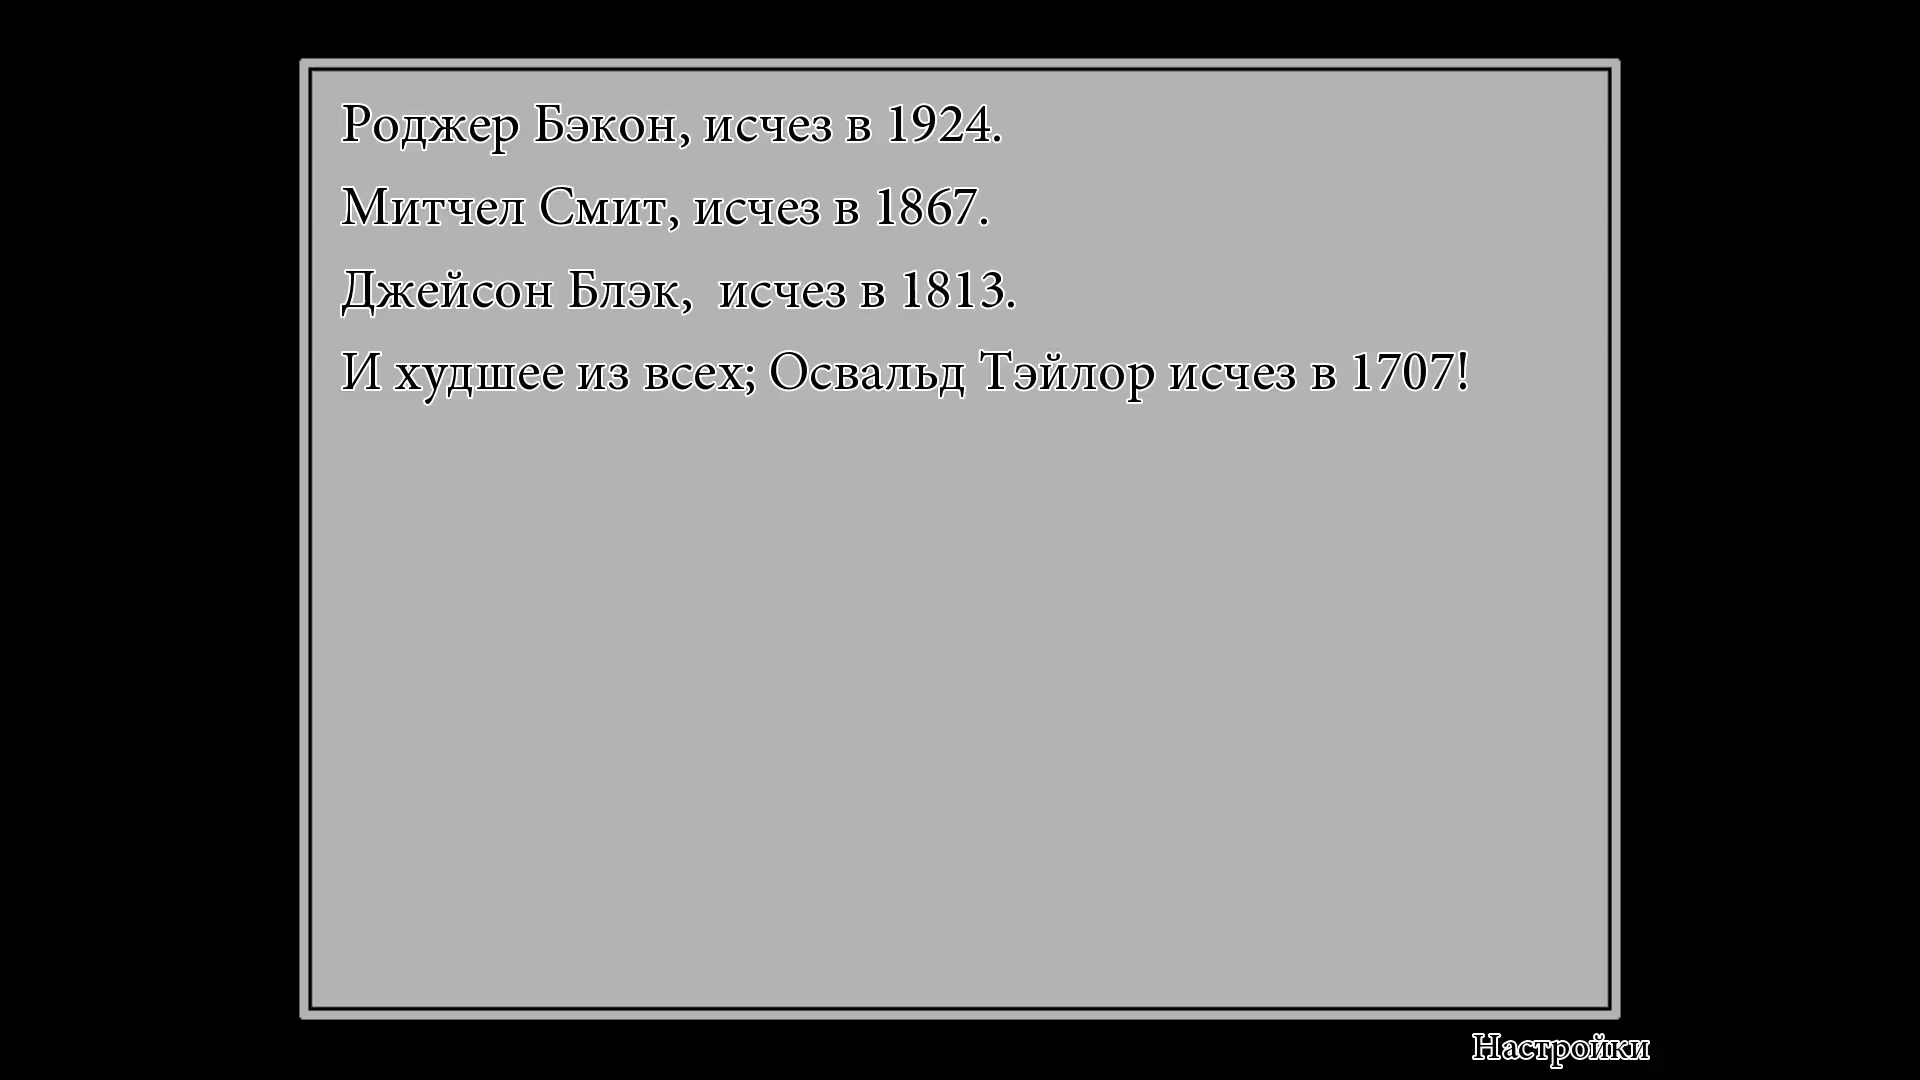 Роджер Бэкон, исчез в 1924.
Митчел Смит, исчез в 1867.
Джейсон Блэк,  исчез в 1813.
И худшее из всех; Освальд Тэйлор исчез в 1707!
Настройки